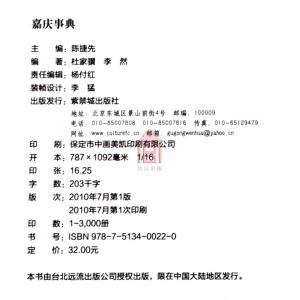 嘉庆事典
主 编：陈捷先
编 著：杜家骥 李 然
责任编辑：杨付红
装帧设计：李 猛
出版发行：紫禁城出版社
地址：北京东城区景山前街4号 邮编：100009
电话：010-85007808 010-85007816 传真：010-65129479
网址：www.culturefc.cn 邮箱：gugongwenhua@yahoo.cn
印 刷：保定市中画美凯印刷有限公司
开 本：787×1092毫米 1/16
印 张：16.25
字 数：203千字
版 次：2010年7月第1版
2010年7月第1次印刷
印 数：1~3,000册
书 号：ISBN 978-7-5134-0022-0
定 价：32.00元
本书由台北远流出版公司授权出版，限在中国大陆地区发行。